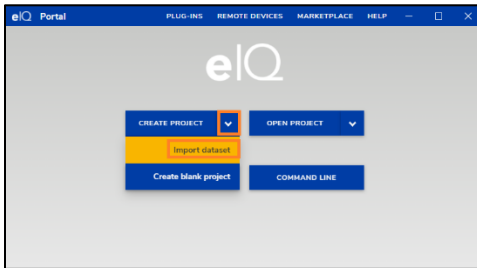 eIQ Portal PLUG-INS REMOTE DEVICES MARKETPLACE HELP
eIQ
CREATE PROJECT OPEN PROJECT
Import dataset
Create blank project COMMAND LINE